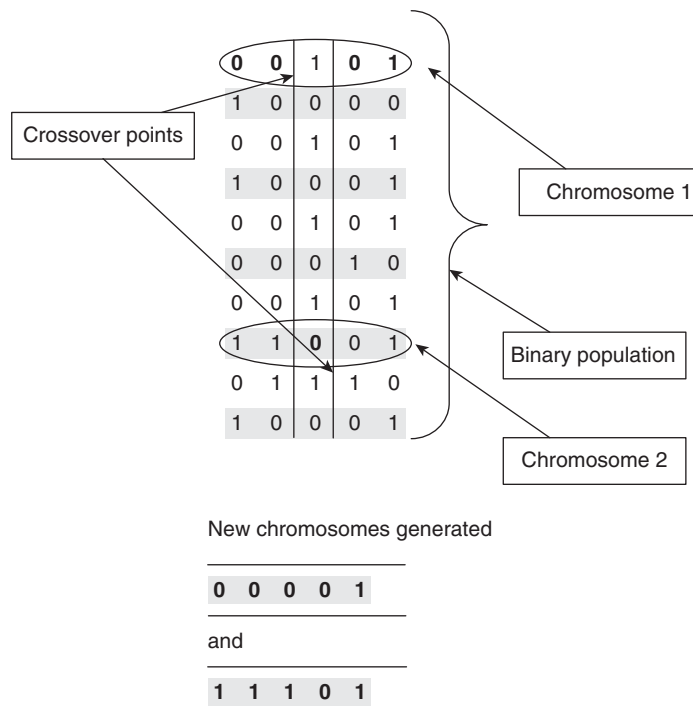 0 0 1 0 1
1 0 0 0 0
Crossover points
0 0 1 0 1
1 0 0 0 1
Chromosome 1
0 0 1 0 1
0 0 0 1 0
0 0 1 0 1
1 1 0 0 1
Binary population
0 1 1 1 0
1 0 0 0 1
Chromosome 2
New chromosomes generated
0 0 0 0 1
and
1 1 1 0 1